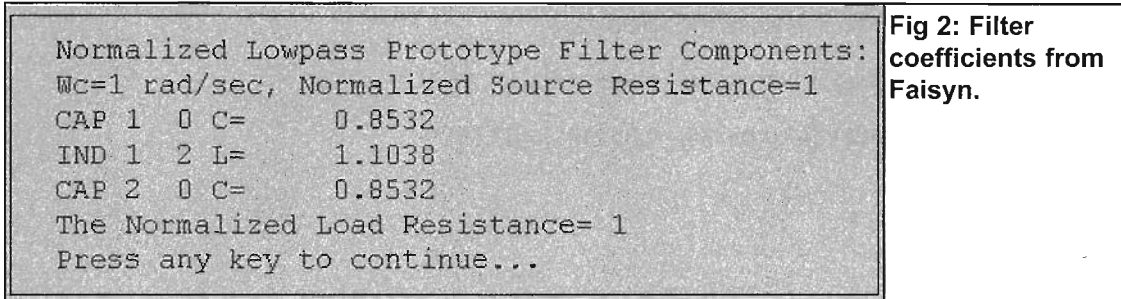 Normalized Lowpass Prototype Filter Components:
Wc=1 rad/sec, Normalized Source Resistance=1
CAP 1 0 C= 0.8532
IND 1 2 L= 1.1038
CAP 2 0 C= 0.8532
The Normalized Load Resistance= 1
Press any key to continue...
Fig 2: Filter
coefficients from
Faisyn.